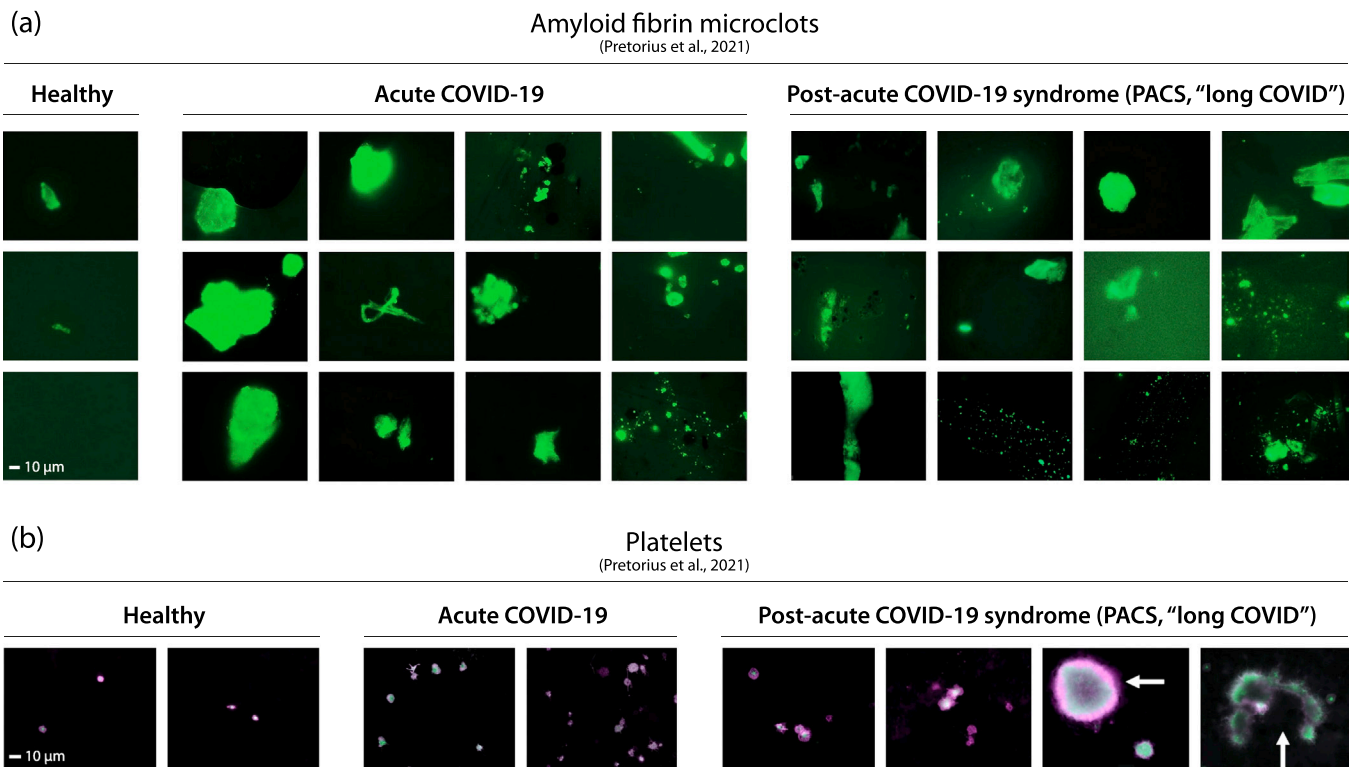 (a)
Amyloid fibrin microclots
(Pretorius et al., 2021)
Healthy
Acute COVID-19
Post-acute COVID-19 syndrome (PACS, “long COVID”)
10 µm
(b)
Platelets
(Pretorius et al., 2021)
Healthy
Acute COVID-19
Post-acute COVID-19 syndrome (PACS, “long COVID”)
10 µm